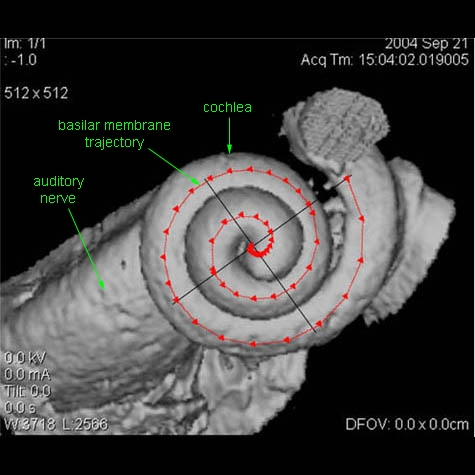 Im: 1/1
: -1.0
512 x 512
2004 Sep 21
Acq Tm: 15:04:02.019005
cochlea
basilar membrane
trajectory
auditory
nerve
0.0 kV
0.0 mA
Tilt: 0.0
0.0 s
W:3718 L:2566
DFOV: 0.0 x 0.0cm